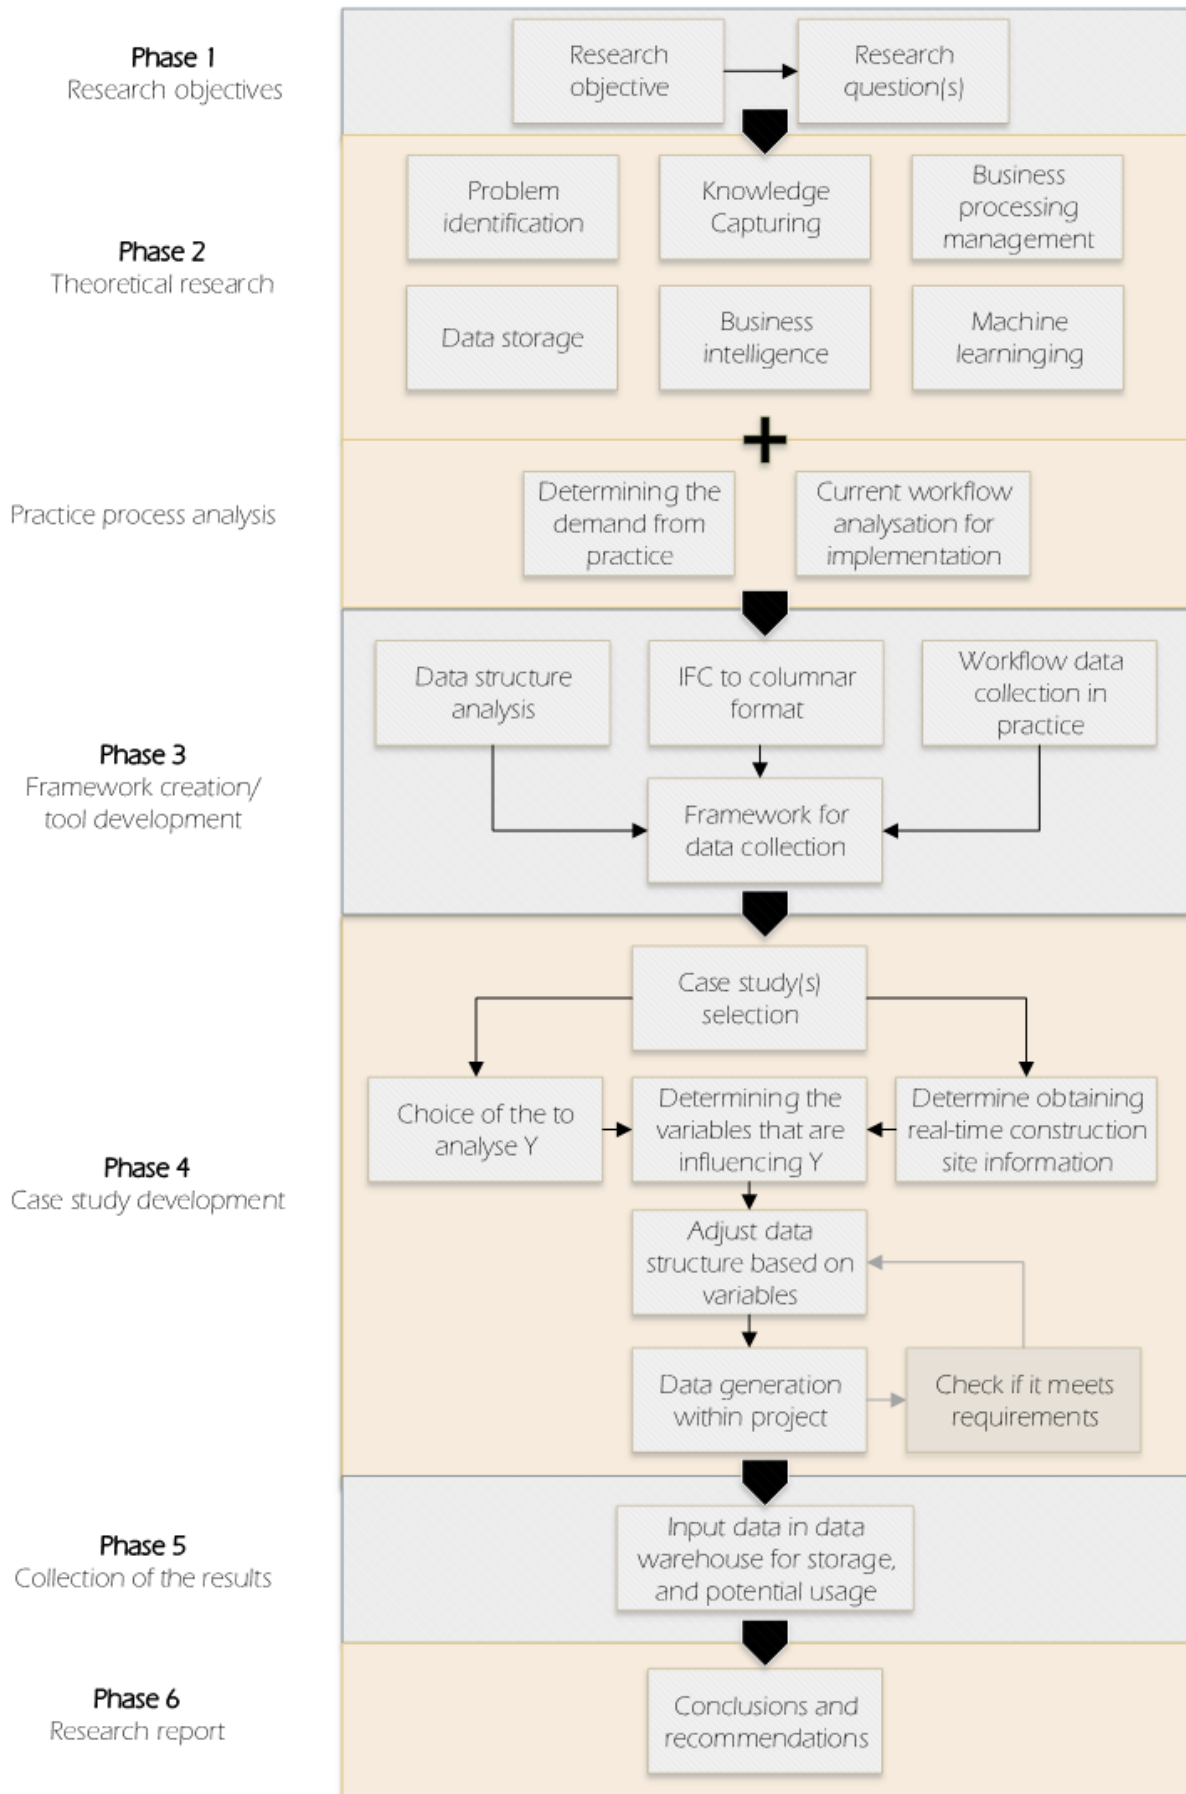 Phase 1
Research objectives
Research
objective
Research
question(s)
Phase 2
Theoretical research
Problem
identification
Knowledge
Capturing
Business
processing
management
Data storage
Business
intelligence
Machine
learninging
Practice process analysis
Determining the
demand from
practice
Current workflow
analysation for
implementation
Phase 3
Framework creation/
tool development
Data structure
analysis
IFC to columnar
format
Workflow data
collection in
practice
Framework for
data collection
Phase 4
Case study development
Case study(s)
selection
Choice of the to
analyse Y
Determining the
variables that are
influencing Y
Determine obtaining
real-time construction
site information
Adjust data
structure based on
variables
Data generation
within project
Check if it meets
requirements
Phase 5
Collection of the results
Input data in data
warehouse for storage,
and potential usage
Phase 6
Research report
Conclusions and
recommendations